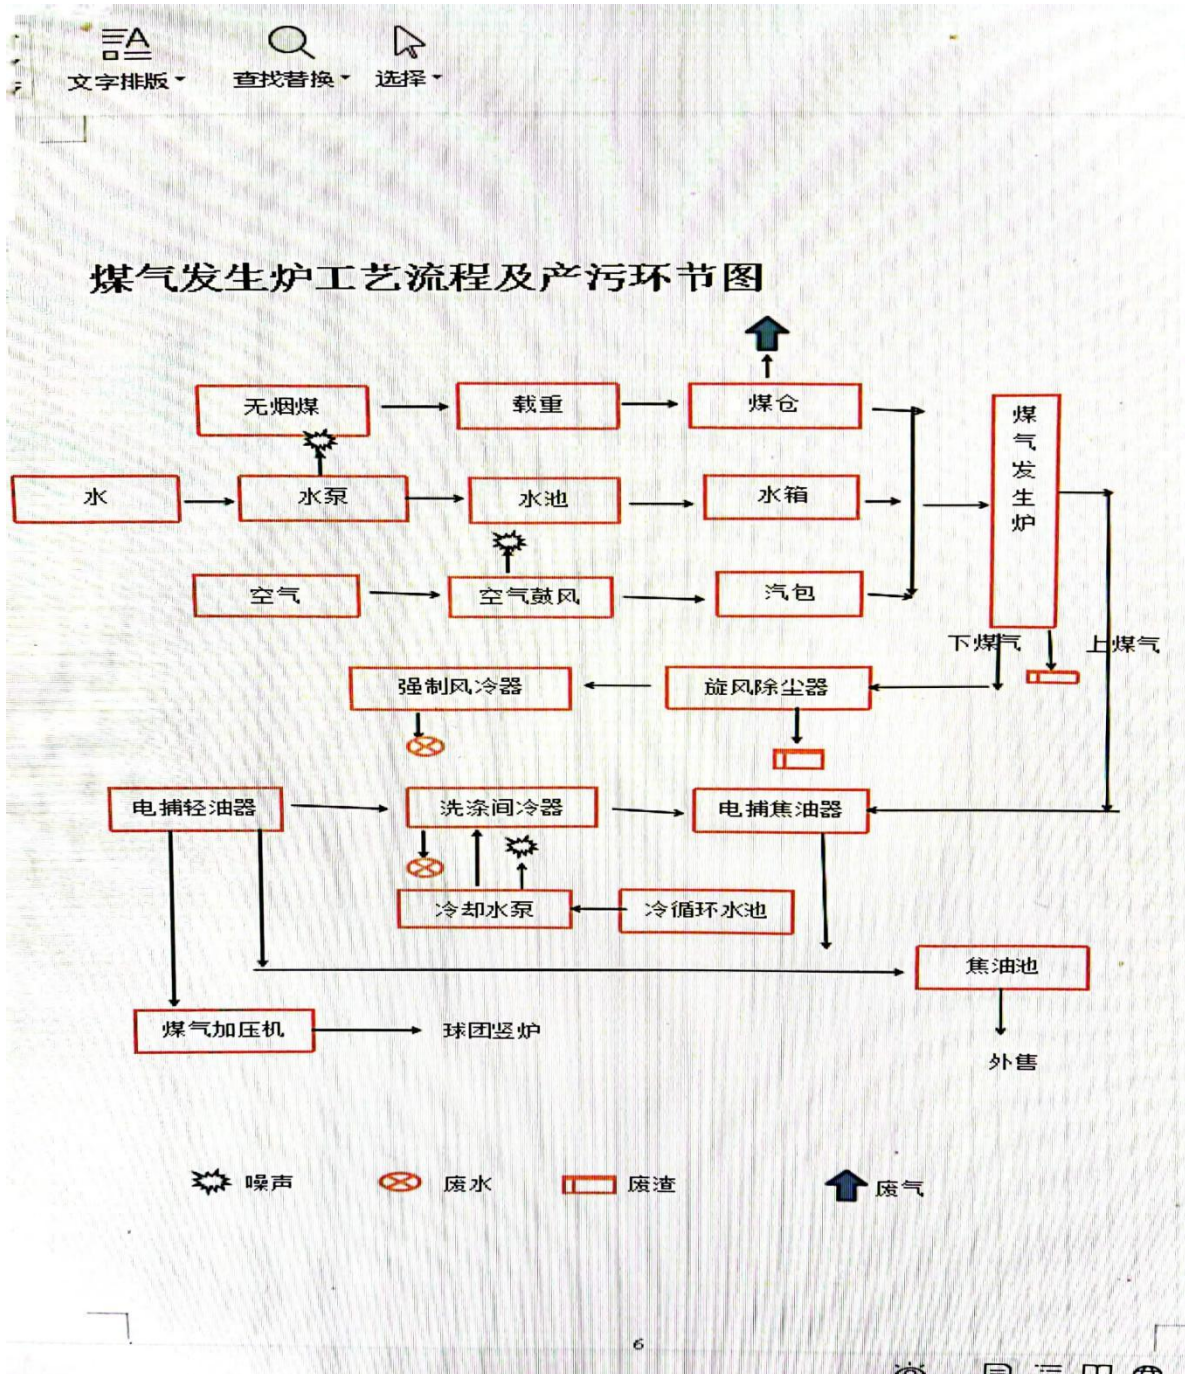 文字排版 查找替换 选择
煤气发生炉工艺流程及产污环节图
无烟煤 载重 煤仓
煤气发生炉
水 水泵 水池 水箱
空气 空气鼓风 汽包
下煤气 上煤气
强制风冷器 旋风除尘器
电捕轻油器 洗涤间冷器 电捕焦油器
冷却水泵 冷循环水池
焦油池
煤气加压机 球团竖炉
外售
噪声 废水 废渣 废气
6